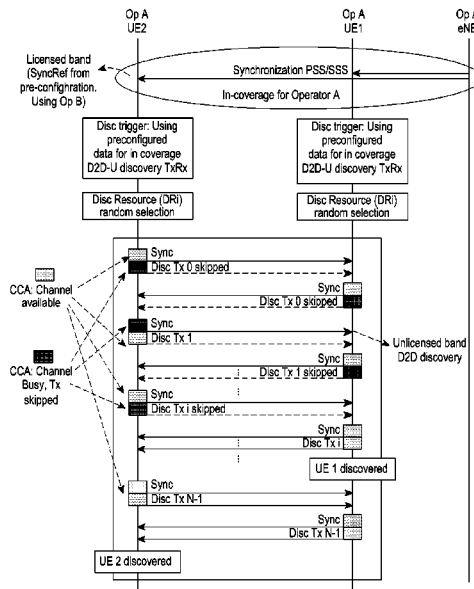 Op A
UE2
Op A
UE1
Op A
eNB
Licensed band
(SyncRef from
pre-confighration.
Using Op B)
Synchronization PSS/SSS
In-coverage for Operator A
Disc trigger: Using
preconfigured
data for in coverage
D2D-U discovery TxRx
Disc trigger: Using
preconfigured
data for in coverage
D2D-U discovery TxRx
Disc Resource (DRi)
random selection
Disc Resource (DRi)
random selection
Sync
Disc Tx 0 skipped
CCA: Channel
available
Sync
Disc Tx 0 skipped
Sync
Disc Tx 1
Unlicensed band
D2D discovery
CCA: Channel
Busy, Tx
skipped
Sync
Disc Tx 1 skipped
Sync
Disc Tx i skipped
Sync
Disc Tx i
UE 1 discovered
Sync
Disc Tx N-1
Sync
Disc Tx N-1
UE 2 discovered